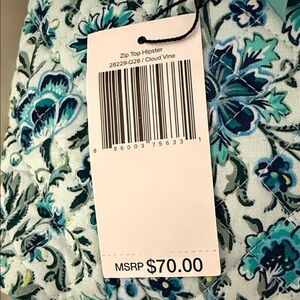 Zip Top Hipster
28229-Q28 / Cloud Vine
8 86003 75633 1
MSRP $70.00